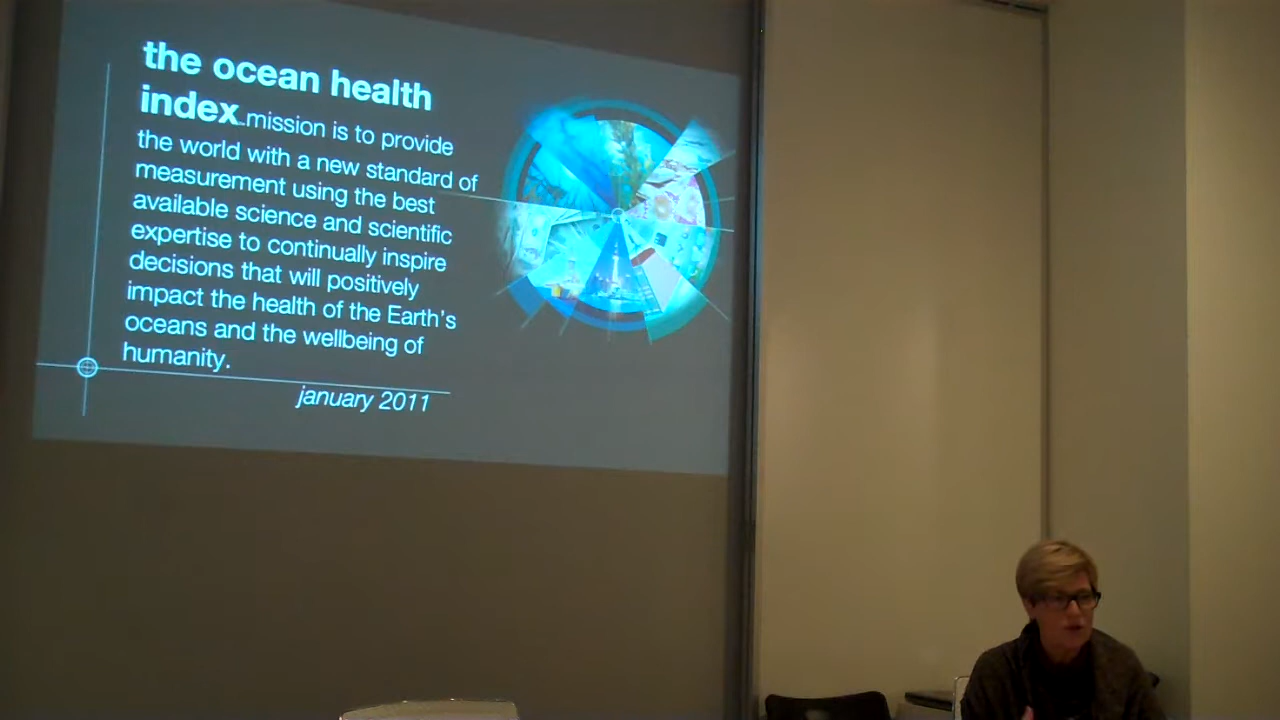 the ocean health
index mission is to provide
the world with a new standard of
measurement using the best
available science and scientific
expertise to continually inspire
decisions that will positively
impact the health of the Earth's
oceans and the wellbeing of
humanity.
january 2011